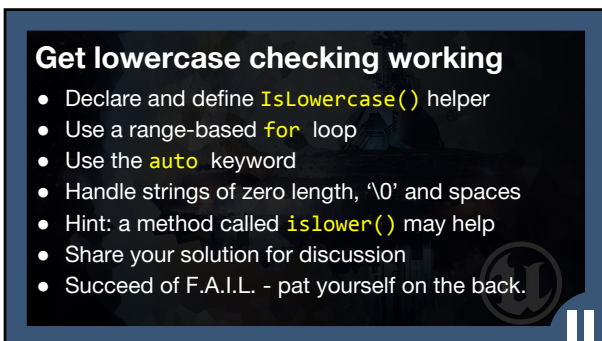 Get lowercase checking working
● Declare and define IsLowercase() helper
● Use a range-based for loop
● Use the auto keyword
● Handle strings of zero length, ‘\0’ and spaces
● Hint: a method called islower() may help
● Share your solution for discussion
● Succeed of F.A.I.L. - pat yourself on the back.